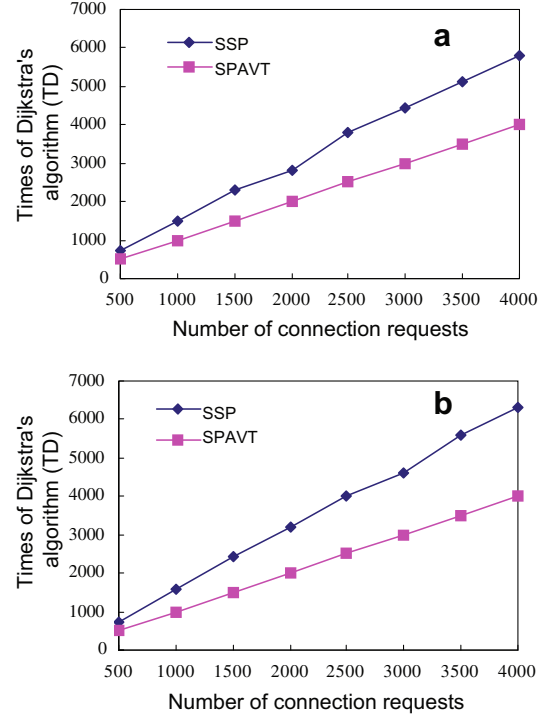 7000
6000
5000
4000
3000
2000
1000
0
Times of Dijkstra's
algorithm (TD)
SSP
SPAVT
a
500 1000 1500 2000 2500 3000 3500 4000
Number of connection requests
7000
6000
5000
4000
3000
2000
1000
0
Times of Dijkstra's
algorithm (TD)
SSP
SPAVT
b
500 1000 1500 2000 2500 3000 3500 4000
Number of connection requests